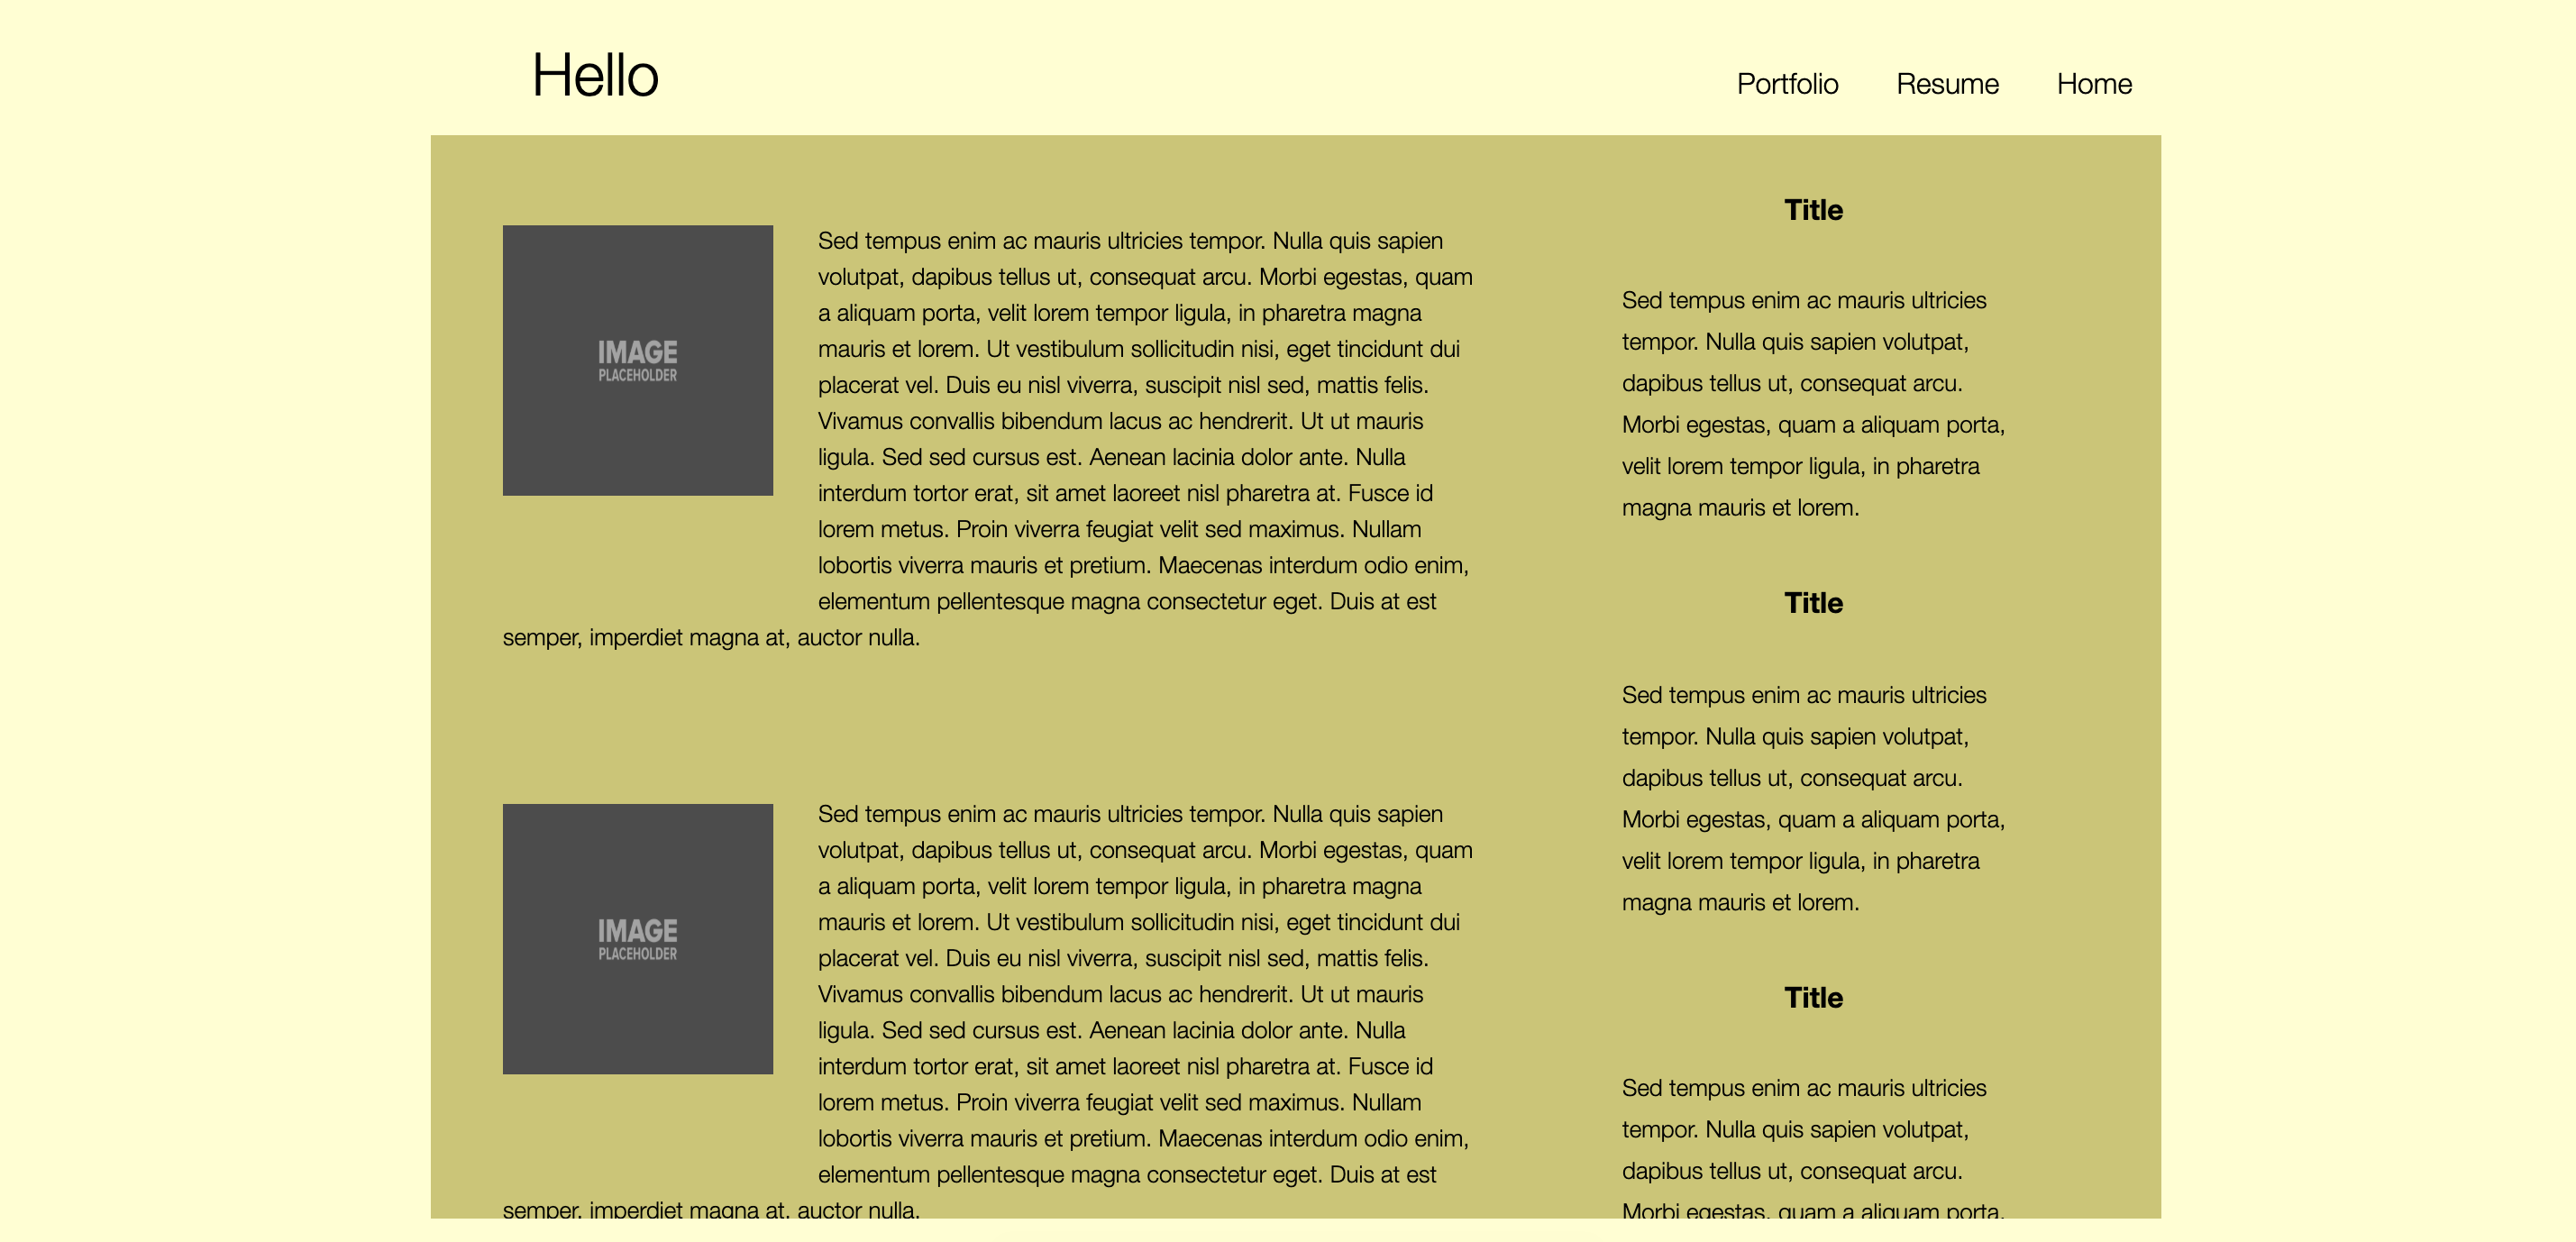 Hello
Portfolio
Resume
Home
IMAGE
PLACEHOLDER
Sed tempus enim ac mauris ultricies tempor. Nulla quis sapien
volutpat, dapibus tellus ut, consequat arcu. Morbi egestas, quam
a aliquam porta, velit lorem tempor ligula, in pharetra magna
mauris et lorem. Ut vestibulum sollicitudin nisi, eget tincidunt dui
placerat vel. Duis eu nisl viverra, suscipit nisl sed, mattis felis.
Vivamus convallis bibendum lacus ac hendrerit. Ut ut mauris
ligula. Sed sed cursus est. Aenean lacinia dolor ante. Nulla
interdum tortor erat, sit amet laoreet nisl pharetra at. Fusce id
lorem metus. Proin viverra feugiat velit sed maximus. Nullam
lobortis viverra mauris et pretium. Maecenas interdum odio enim,
elementum pellentesque magna consectetur eget. Duis at est
semper, imperdiet magna at, auctor nulla.
IMAGE
PLACEHOLDER
Sed tempus enim ac mauris ultricies tempor. Nulla quis sapien
volutpat, dapibus tellus ut, consequat arcu. Morbi egestas, quam
a aliquam porta, velit lorem tempor ligula, in pharetra magna
mauris et lorem. Ut vestibulum sollicitudin nisi, eget tincidunt dui
placerat vel. Duis eu nisl viverra, suscipit nisl sed, mattis felis.
Vivamus convallis bibendum lacus ac hendrerit. Ut ut mauris
ligula. Sed sed cursus est. Aenean lacinia dolor ante. Nulla
interdum tortor erat, sit amet laoreet nisl pharetra at. Fusce id
lorem metus. Proin viverra feugiat velit sed maximus. Nullam
lobortis viverra mauris et pretium. Maecenas interdum odio enim,
elementum pellentesque magna consectetur eget. Duis at est
semper, imperdiet magna at, auctor nulla.
Title
Sed tempus enim ac mauris ultricies
tempor. Nulla quis sapien volutpat,
dapibus tellus ut, consequat arcu.
Morbi egestas, quam a aliquam porta,
velit lorem tempor ligula, in pharetra
magna mauris et lorem.
Title
Sed tempus enim ac mauris ultricies
tempor. Nulla quis sapien volutpat,
dapibus tellus ut, consequat arcu.
Morbi egestas, quam a aliquam porta,
velit lorem tempor ligula, in pharetra
magna mauris et lorem.
Title
Sed tempus enim ac mauris ultricies
tempor. Nulla quis sapien volutpat,
dapibus tellus ut, consequat arcu.
Morbi egestas, quam a aliquam porta,